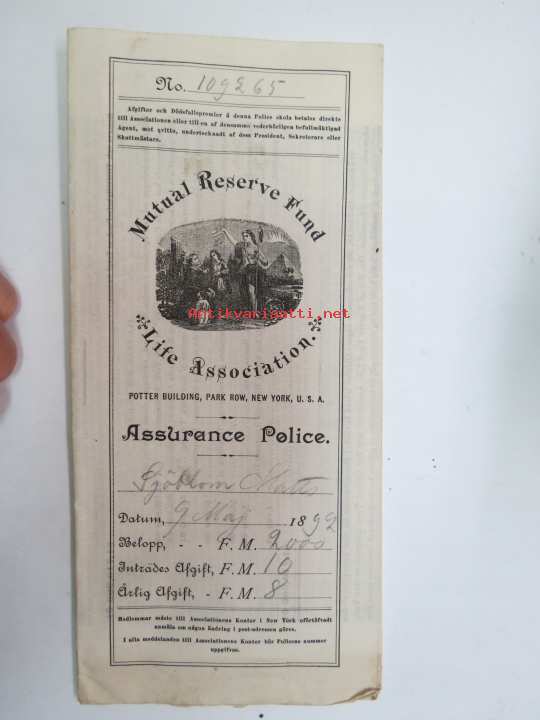 No. 109265
Afgifter och Dödsfallspremier å denna Police skola betalas direkte
till Associationen eller till en af densamma vederbörligen befullmäktigad
Agent, mot qvitto, undertecknadt af dess President, Sekreterare eller
Skattmästare.
Mutual Reserve Fund
Antikvariaatti.net
Life Association.
POTTER BUILDING, PARK ROW, NEW YORK, U. S. A.
Assurance Police.
Sjöblom Matts
Datum, 9 Maj 1892
Belopp, - - F. M. 2000
Inträdes Afgift, F. M. 10
Årlig Afgift, - F. M. 8
Medlemmar måste till Associationens Kontor i New York ofördröfvadt
anmäla om någon ändring i post-adressen göres.
I alla meddelanden till Associationens Kontor bör Policens nummer
uppgifvas.